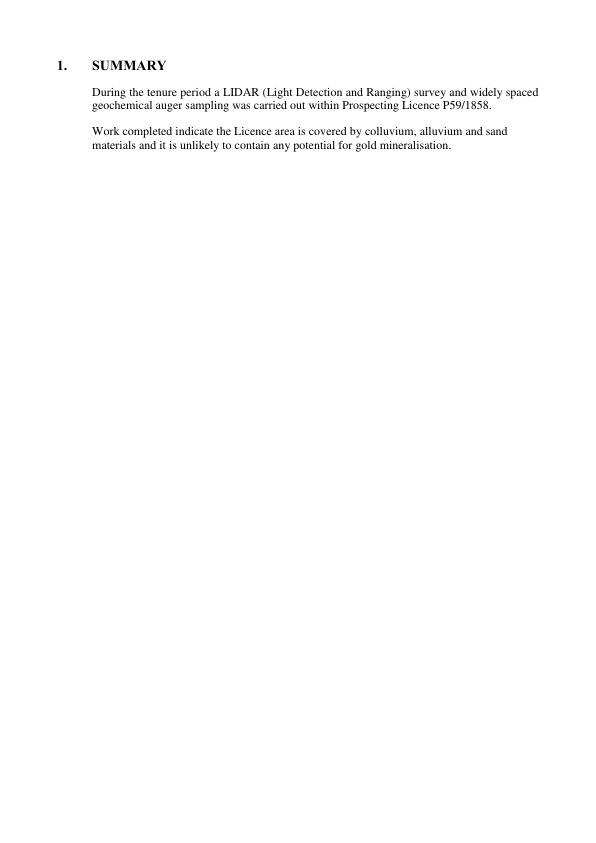 1. SUMMARY
During the tenure period a LIDAR (Light Detection and Ranging) survey and widely spaced
geochemical auger sampling was carried out within Prospecting Licence P59/1858.
Work completed indicate the Licence area is covered by colluvium, alluvium and sand
materials and it is unlikely to contain any potential for gold mineralisation.